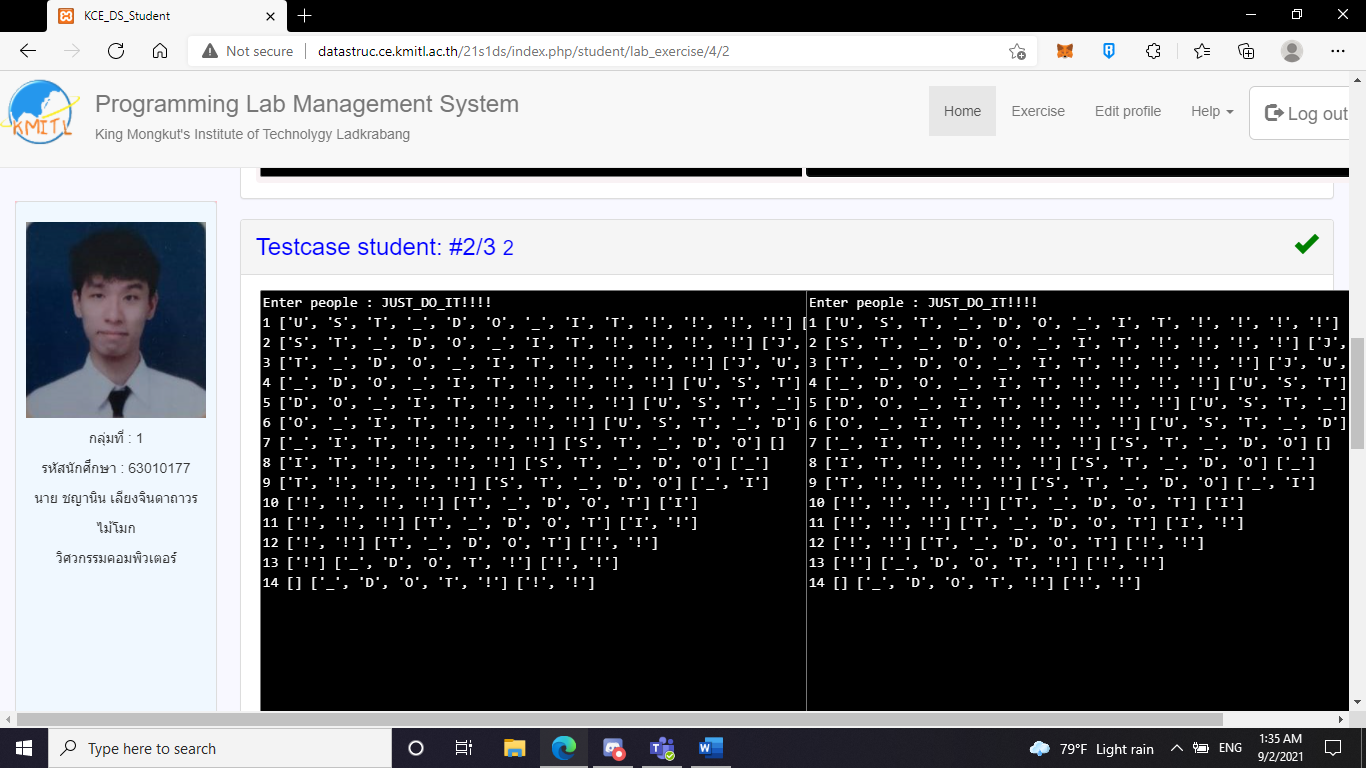 KCE_DS_Student
Not secure | datastruc.ce.kmitl.ac.th/21s1ds/index.php/student/lab_exercise/4/2
KMITL
Programming Lab Management System
King Mongkut's Institute of Technolygy Ladkrabang
Home Exercise Edit profile Help Log out
Testcase student: #2/3 2
Enter people : JUST_DO_IT!!!!
1 ['U', 'S', 'T', '_', 'D', 'O', '_', 'I', 'T', '!', '!', '!', '!'] [
2 ['S', 'T', '_', 'D', 'O', '_', 'I', 'T', '!', '!', '!', '!'] ['J',
3 ['T', '_', 'D', 'O', '_', 'I', 'T', '!', '!', '!', '!'] ['J', 'U',
4 ['_', 'D', 'O', '_', 'I', 'T', '!', '!', '!', '!'] ['U', 'S', 'T']
5 ['D', 'O', '_', 'I', 'T', '!', '!', '!', '!'] ['U', 'S', 'T', '_']
6 ['O', '_', 'I', 'T', '!', '!', '!', '!'] ['U', 'S', 'T', '_', 'D']
7 ['_', 'I', 'T', '!', '!', '!', '!'] ['S', 'T', '_', 'D', 'O'] []
8 ['I', 'T', '!', '!', '!', '!'] ['S', 'T', '_', 'D', 'O'] ['_']
9 ['T', '!', '!', '!', '!'] ['S', 'T', '_', 'D', 'O'] ['_', 'I']
10 ['!', '!', '!', '!'] ['T', '_', 'D', 'O', 'T'] ['I']
11 ['!', '!', '!'] ['T', '_', 'D', 'O', 'T'] ['I', '!']
12 ['!', '!'] ['T', '_', 'D', 'O', 'T'] ['!', '!']
13 ['!'] ['_', 'D', 'O', 'T', '!'] ['!', '!']
14 [] ['_', 'D', 'O', 'T', '!'] ['!', '!']
Enter people : JUST_DO_IT!!!!
1 ['U', 'S', 'T', '_', 'D', 'O', '_', 'I', 'T', '!', '!', '!', '!']
2 ['S', 'T', '_', 'D', 'O', '_', 'I', 'T', '!', '!', '!', '!'] ['J',
3 ['T', '_', 'D', 'O', '_', 'I', 'T', '!', '!', '!', '!'] ['J', 'U',
4 ['_', 'D', 'O', '_', 'I', 'T', '!', '!', '!', '!'] ['U', 'S', 'T']
5 ['D', 'O', '_', 'I', 'T', '!', '!', '!', '!'] ['U', 'S', 'T', '_']
6 ['O', '_', 'I', 'T', '!', '!', '!', '!'] ['U', 'S', 'T', '_', 'D']
7 ['_', 'I', 'T', '!', '!', '!', '!'] ['S', 'T', '_', 'D', 'O'] []
8 ['I', 'T', '!', '!', '!', '!'] ['S', 'T', '_', 'D', 'O'] ['_']
9 ['T', '!', '!', '!', '!'] ['S', 'T', '_', 'D', 'O'] ['_', 'I']
10 ['!', '!', '!', '!'] ['T', '_', 'D', 'O', 'T'] ['I']
11 ['!', '!', '!'] ['T', '_', 'D', 'O', 'T'] ['I', '!']
12 ['!', '!'] ['T', '_', 'D', 'O', 'T'] ['!', '!']
13 ['!'] ['_', 'D', 'O', 'T', '!'] ['!', '!']
14 [] ['_', 'D', 'O', 'T', '!'] ['!', '!']
กลุ่มที่ : 1
รหัสนักศึกษา : 63010177
นาย ชญานิน เลียงจินดาถาวร
ไม้โมก
วิศวกรรมคอมพิวเตอร์
Type here to search
79°F Light rain
ENG
1:35 AM
9/2/2021